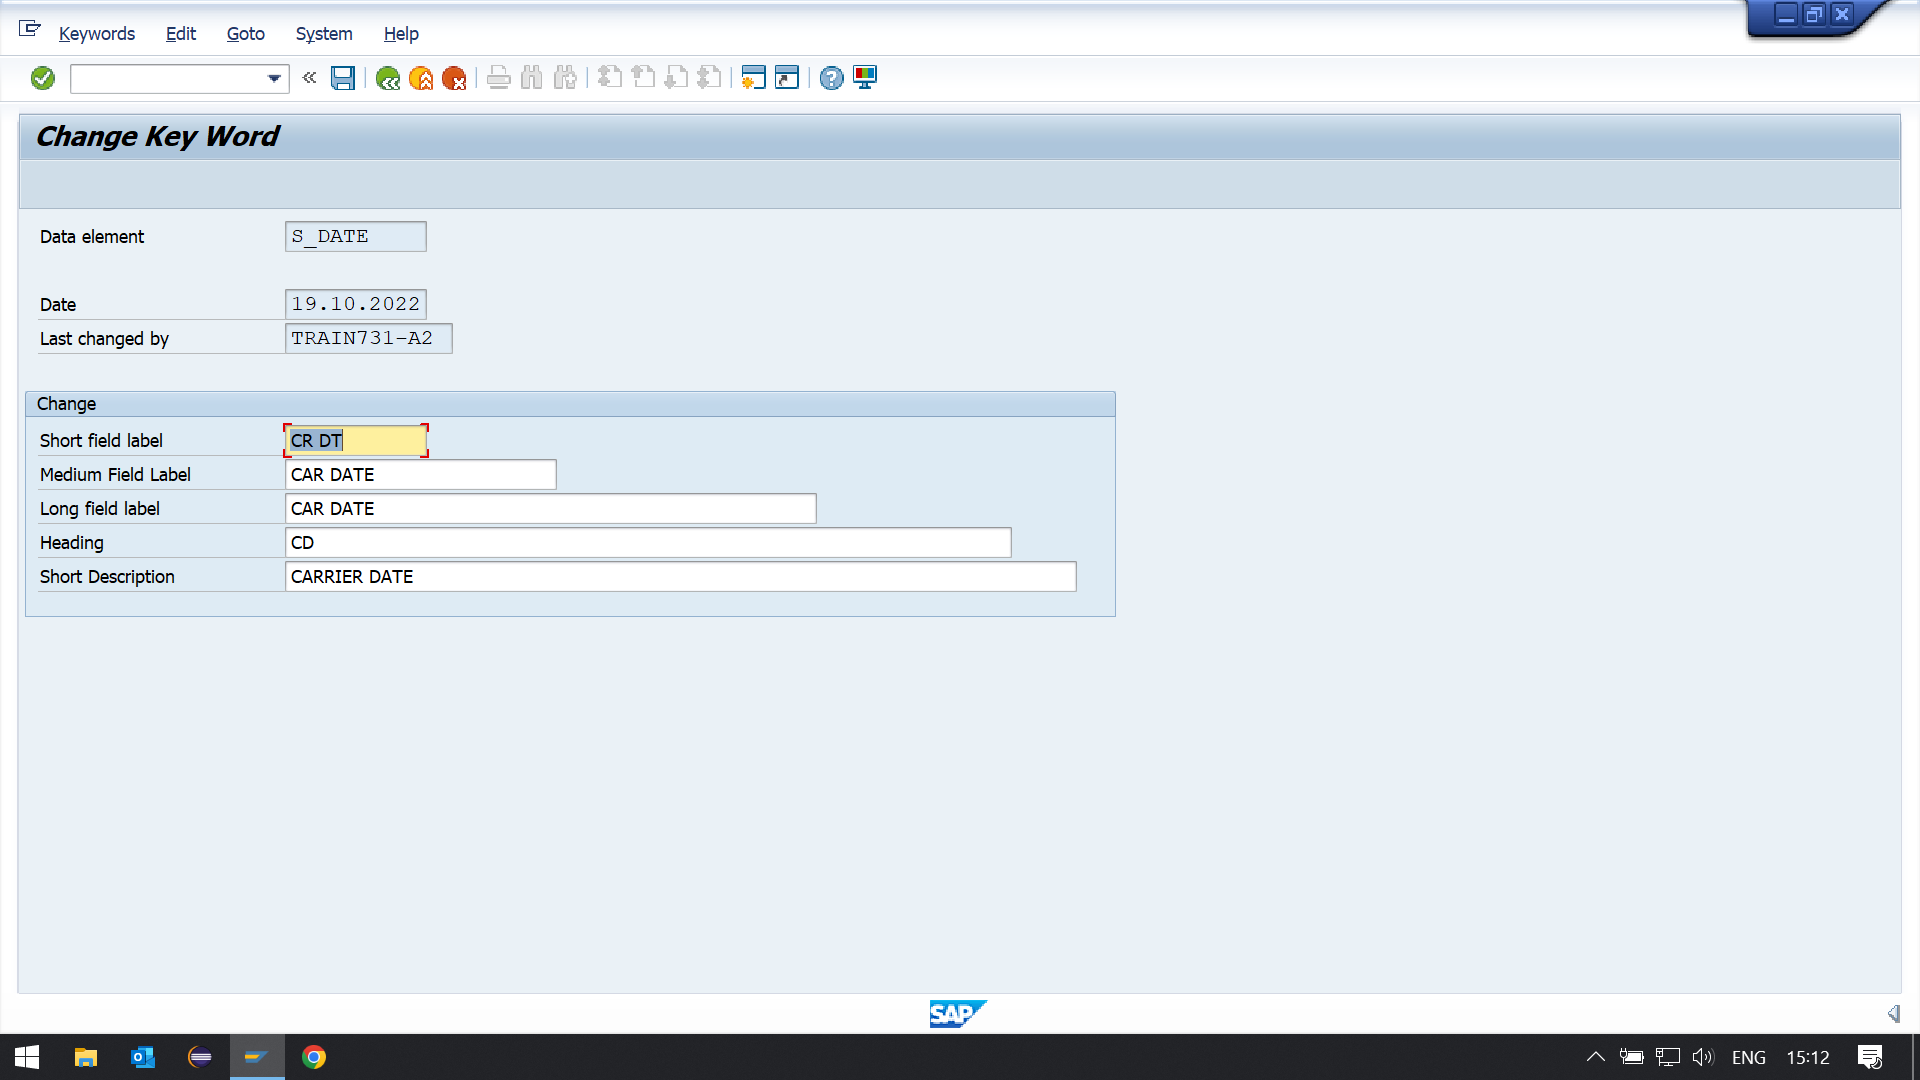 Keywords Edit Goto System Help
Change Key Word
Data element S_DATE
Date 19.10.2022
Last changed by TRAIN731-A2
Change
Short field label CR DT
Medium Field Label CAR DATE
Long field label CAR DATE
Heading CD
Short Description CARRIER DATE
SAP
ENG 15:12